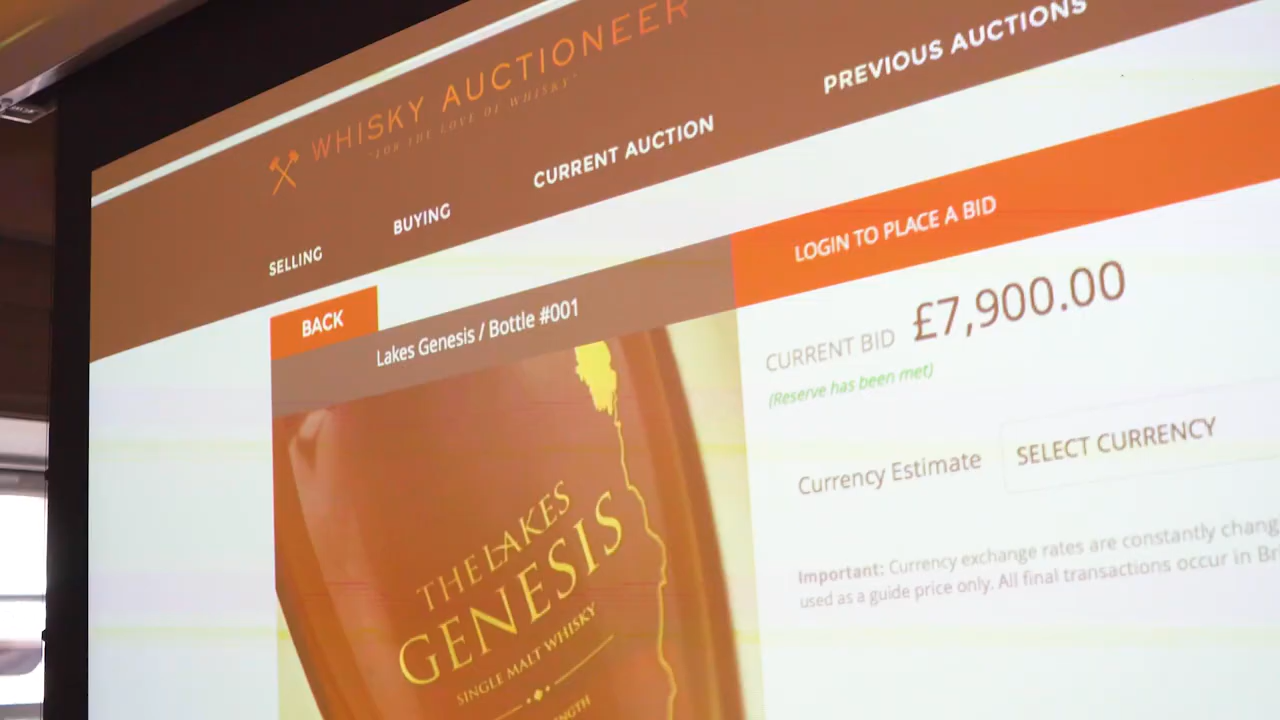 WHISKY AUCTIONEER
"FOR THE LOVE OF WHISKY"
SELLING
BUYING
CURRENT AUCTION
PREVIOUS AUCTIONS
BACK
Lakes Genesis / Bottle #001
LOGIN TO PLACE A BID
CURRENT BID £7,900.00
(Reserve has been met)
Currency Estimate SELECT CURRENCY
Important: Currency exchange rates are constantly
used as a guide price only. All final transactions occur in
THE LAKES
GENESIS
SINGLE MALT WHISKY